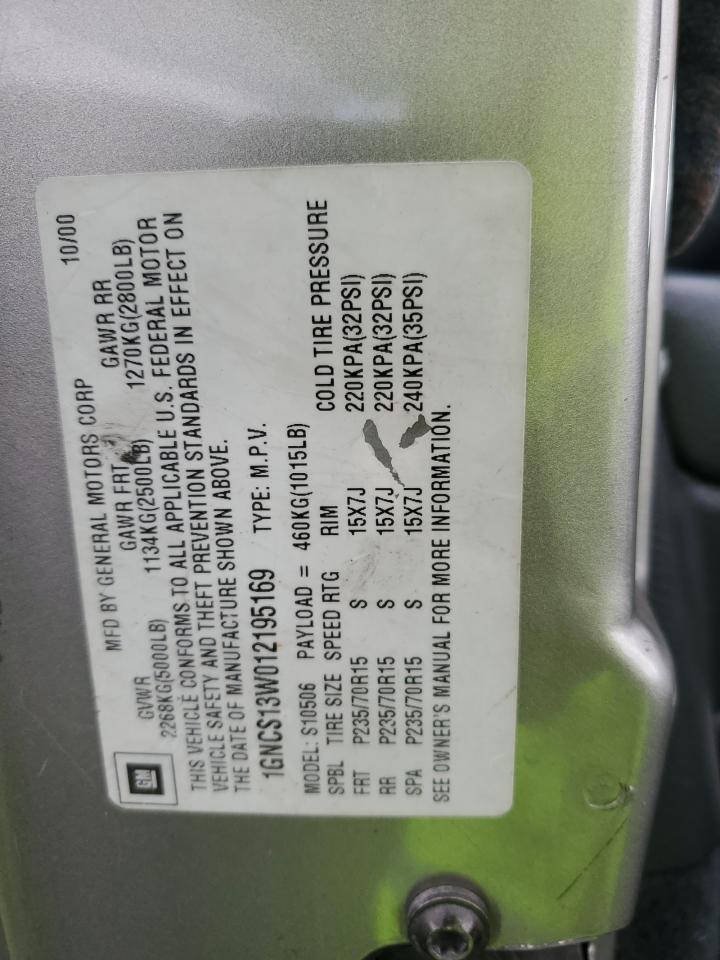 GM
MFD BY GENERAL MOTORS CORP 10/00
GVWR GAWR FRT GAWR RR
2268KG(5000LB) 1134KG(2500LB) 1270KG(2800LB)
THIS VEHICLE CONFORMS TO ALL APPLICABLE U.S. FEDERAL MOTOR
VEHICLE SAFETY AND THEFT PREVENTION STANDARDS IN EFFECT ON
THE DATE OF MANUFACTURE SHOWN ABOVE.
1GNCS13W012195169 TYPE: M.P.V.
MODEL: S10506 PAYLOAD = 460KG(1015LB)
SPBL TIRE SIZE SPEED RTG RIM COLD TIRE PRESSURE
FRT P235/70R15 S 15X7J 220KPA(32PSI)
RR P235/70R15 S 15X7J 220KPA(32PSI)
SPA P235/70R15 S 15X7J 240KPA(35PSI)
SEE OWNER'S MANUAL FOR MORE INFORMATION.